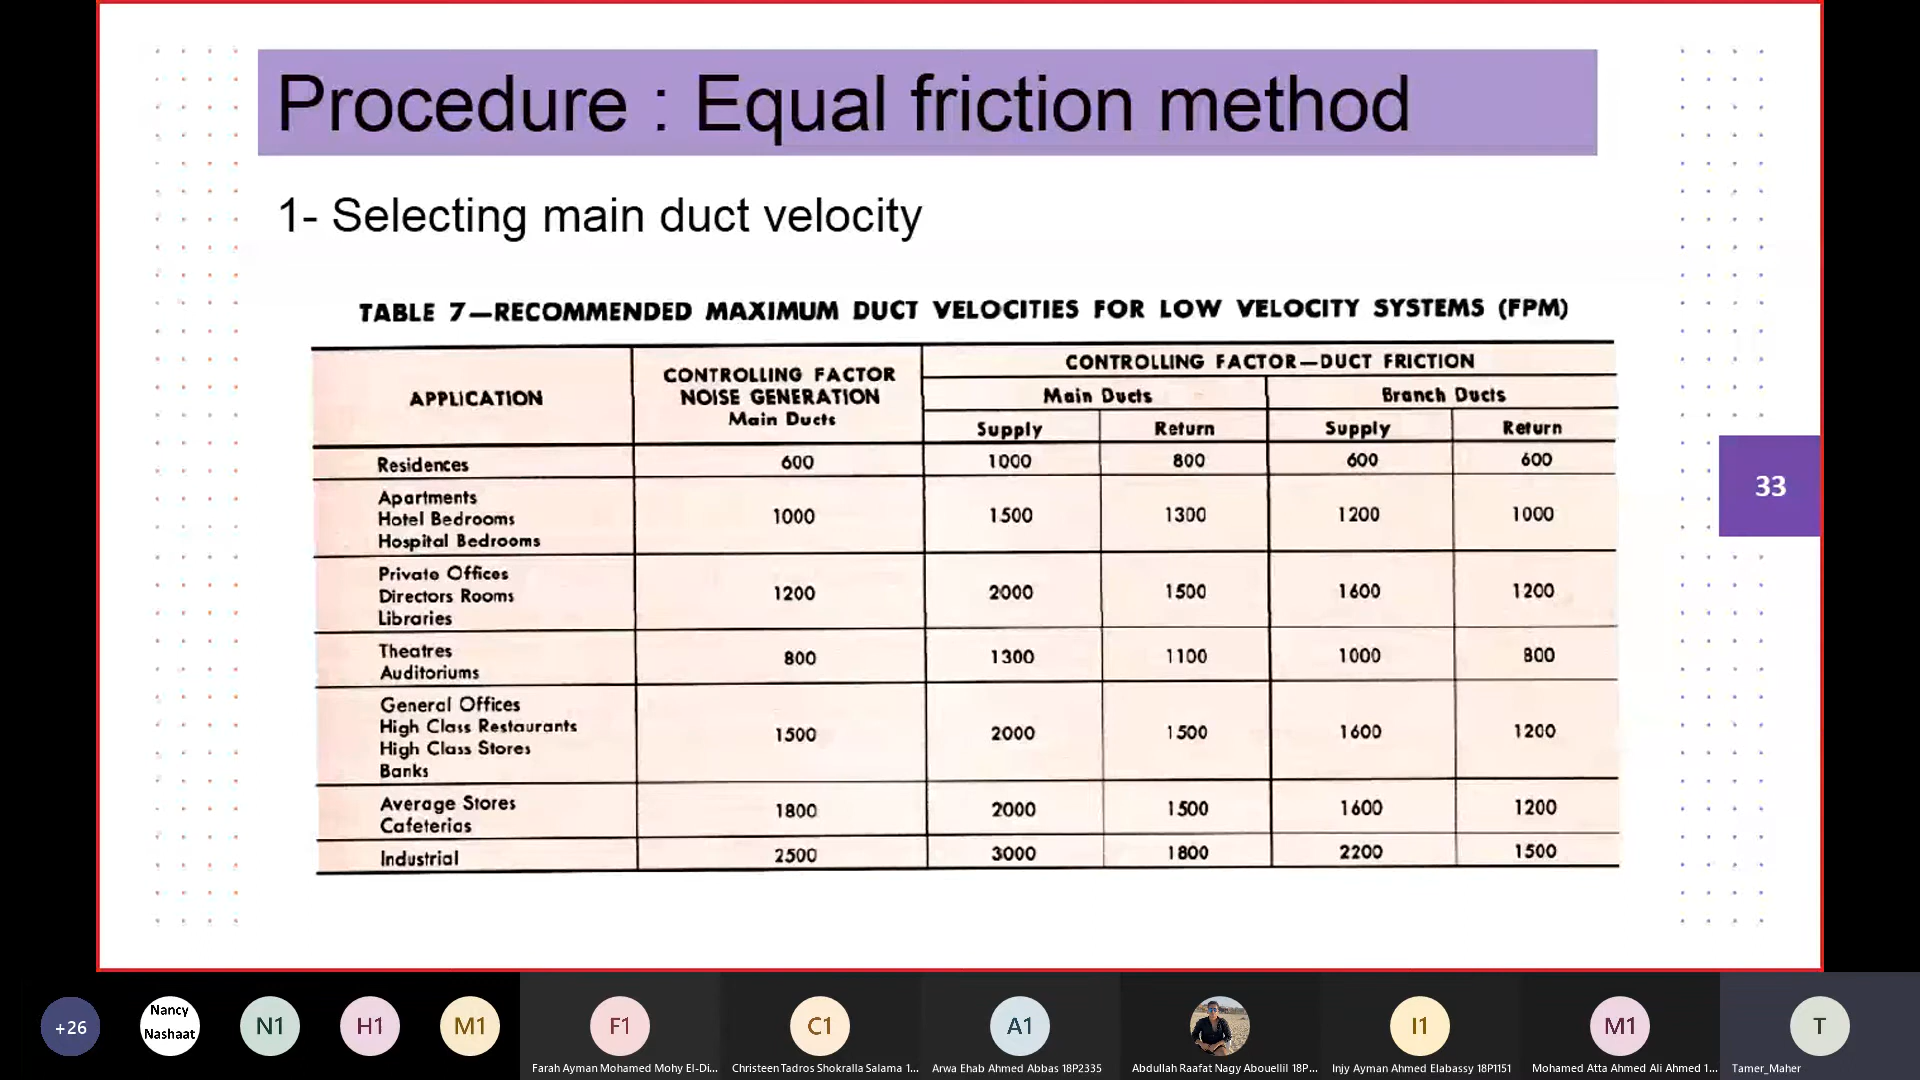 Procedure : Equal friction method
1- Selecting main duct velocity
TABLE 7—RECOMMENDED MAXIMUM DUCT VELOCITIES FOR LOW VELOCITY SYSTEMS (FPM)
APPLICATION
CONTROLLING FACTOR
NOISE GENERATION
Main Ducts
CONTROLLING FACTOR—DUCT FRICTION
Main Ducts Branch Ducts
Supply Return Supply Return
Residences 600 1000 800 600 600
Apartments
Hotel Bedrooms 1000 1500 1300 1200 1000
Hospital Bedrooms
Private Offices
Directors Rooms 1200 2000 1500 1600 1200
Libraries
Theatres
Auditoriums
800 1300 1100 1000 800
General Offices
High Class Restaurants
High Class Stores
Banks
1500 2000 1500 1600 1200
Average Stores
Cafeterias
1800 2000 1500 1600 1200
Industrial 2500 3000 1800 2200 1500
33
+26
Nancy
Nashaat
N1 H1 M1 F1 C1 A1 I1 M1 T
Farah Ayman Mohamed Mohy El-Di... Christeen Tadros Shokralla Salama 1... Arwa Ehab Ahmed Abbas 18P2335 Abdullah Raafat Nagy Abouellil 18P... Injy Ayman Ahmed Elabassy 18P1151 Mohamed Atta Ahmed Ali Ahmed 1... Tamer_Maher